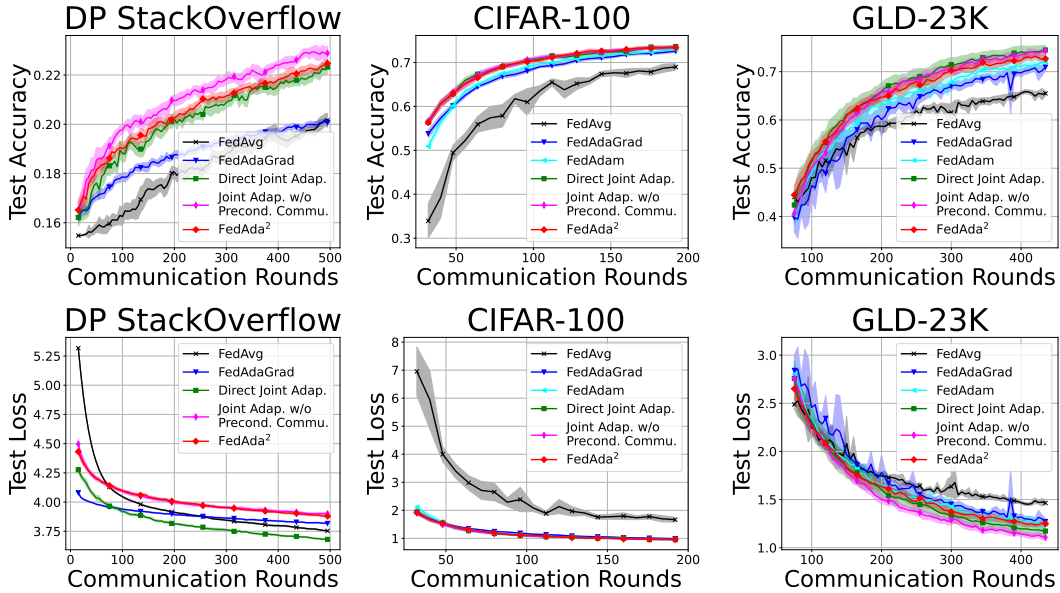 DP StackOverflow
CIFAR-100
GLD-23K
Test Accuracy
0.22
0.20
0.18
0.16
0
100
200
300
400
500
Communication Rounds
FedAvg
FedAdaGrad
Direct Joint Adap.
Joint Adap. w/o
Precond. Commu.
FedAda²
Test Accuracy
0.7
0.6
0.5
0.4
0.3
50
100
150
200
Communication Rounds
FedAvg
FedAdaGrad
FedAdam
Direct Joint Adap.
Joint Adap. w/o
Precond. Commu.
FedAda²
Test Accuracy
0.7
0.6
0.5
0.4
100
200
300
400
Communication Rounds
FedAvg
FedAdaGrad
FedAdam
Direct Joint Adap.
Joint Adap. w/o
Precond. Commu.
FedAda²
DP StackOverflow
CIFAR-100
GLD-23K
Test Loss
5.25
5.00
4.75
4.50
4.25
4.00
3.75
0
100
200
300
400
500
Communication Rounds
FedAvg
FedAdaGrad
Direct Joint Adap.
Joint Adap. w/o
Precond. Commu.
FedAda²
Test Loss
8
7
6
5
4
3
2
1
50
100
150
200
Communication Rounds
FedAvg
FedAdaGrad
FedAdam
Direct Joint Adap.
Joint Adap. w/o
Precond. Commu.
FedAda²
Test Loss
3.0
2.5
2.0
1.5
1.0
100
200
300
400
Communication Rounds
FedAvg
FedAdaGrad
FedAdam
Direct Joint Adap.
Joint Adap. w/o
Precond. Commu.
FedAda²